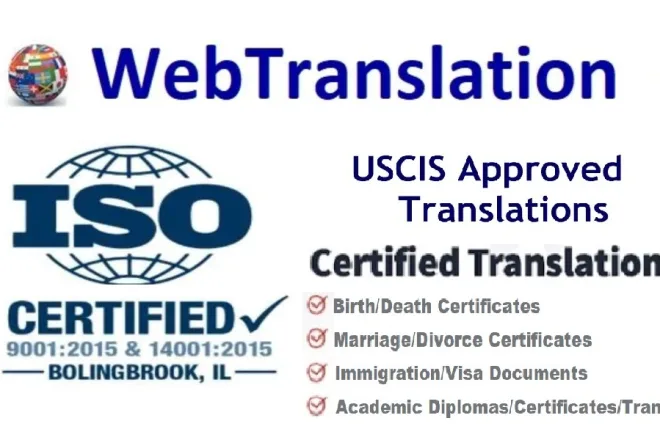 WebTranslation
ISO
CERTIFIED
9001:2015 & 14001:2015
BOLINGBROOK, IL
USCIS Approved
Translations
Certified Translation
Birth/Death Certificates
Marriage/Divorce Certificates
Immigration/Visa Documents
Academic Diplomas/Certificates/Tran